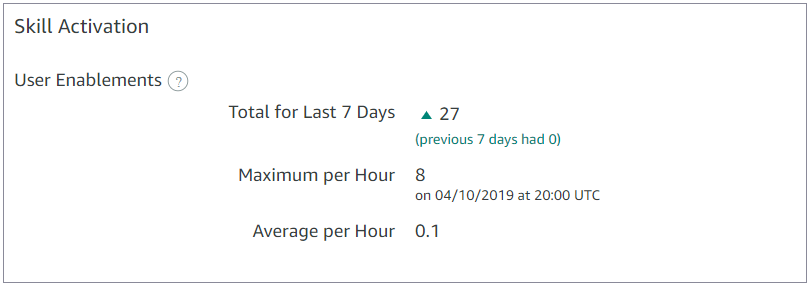 Skill Activation
User Enablements ?
Total for Last 7 Days ▲ 27
(previous 7 days had 0)
Maximum per Hour 8
on 04/10/2019 at 20:00 UTC
Average per Hour 0.1